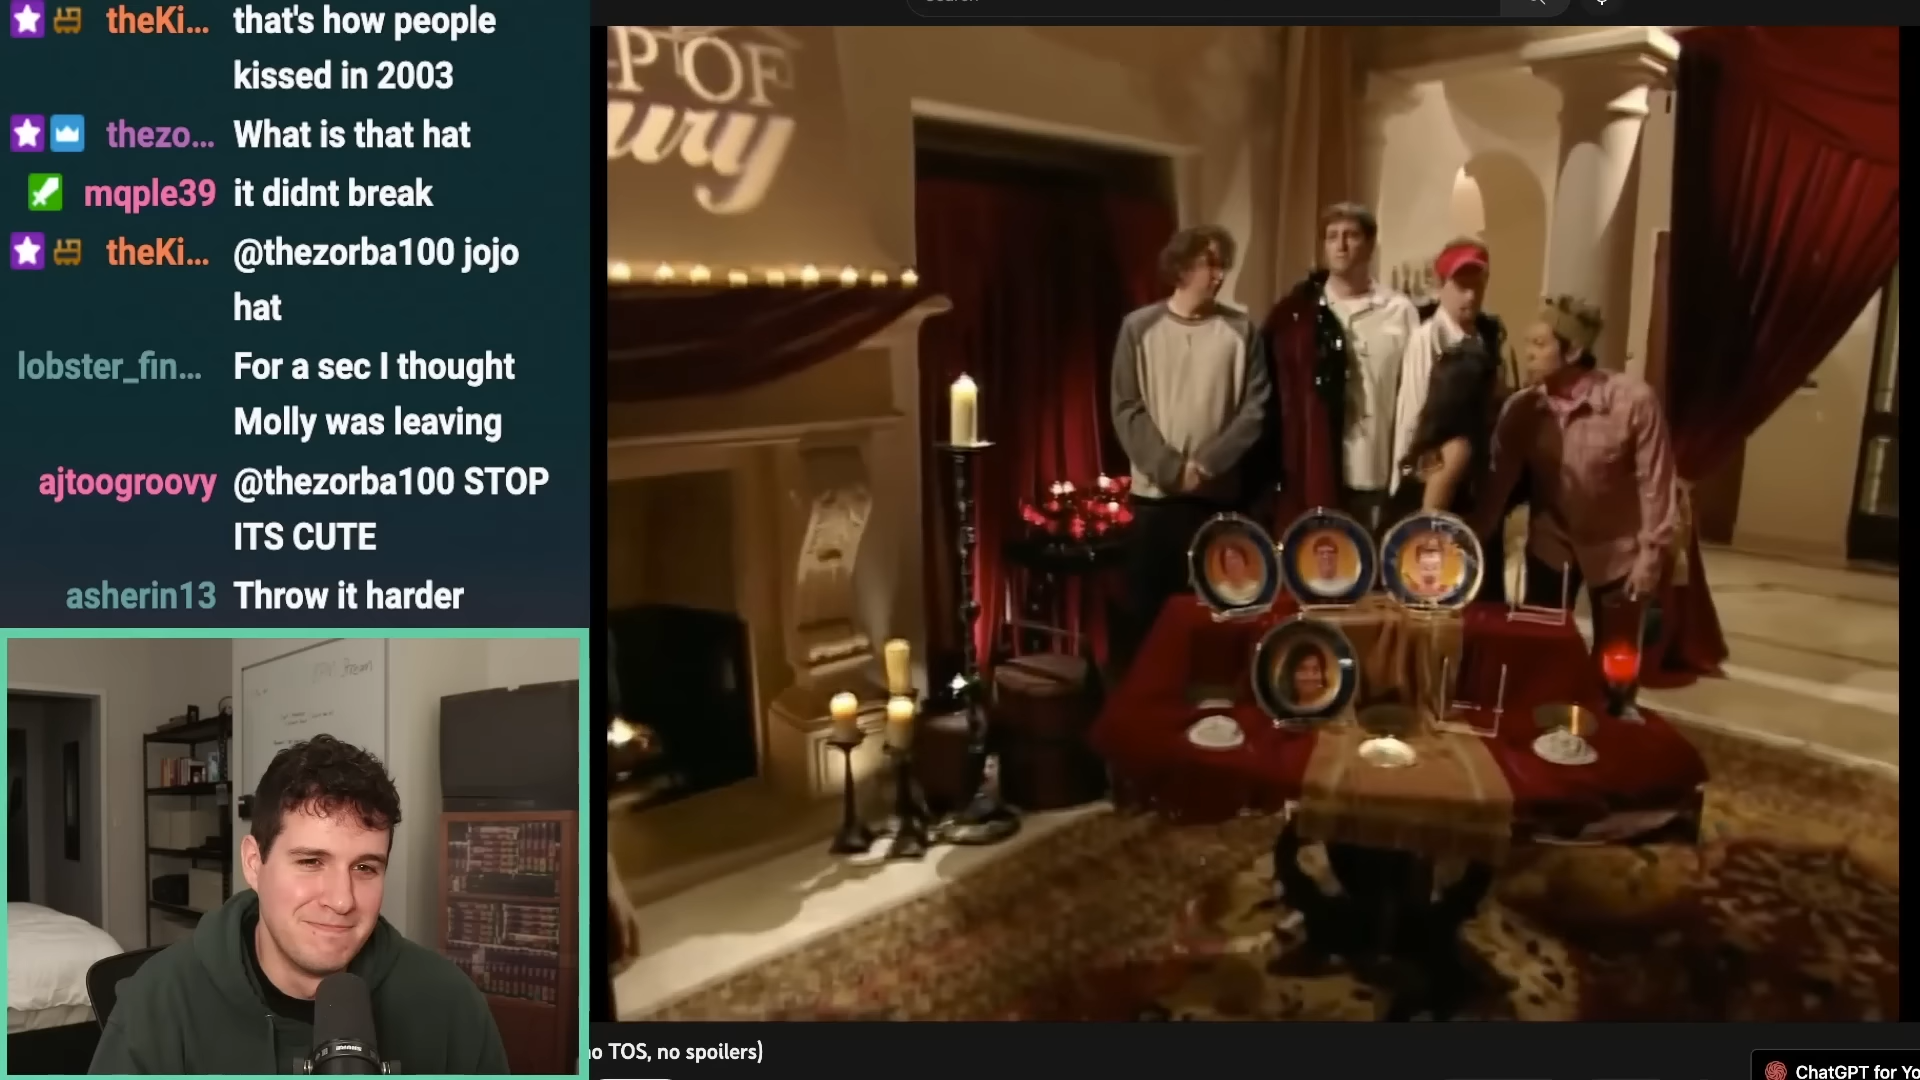 theKi... that's how people
kissed in 2003
thezo... What is that hat
mqple39 it didnt break
theKi... @thezorba100 jojo
hat
lobster_fin... For a sec I thought
Molly was leaving
ajtoogroovy @thezorba100 STOP
ITS CUTE
asherin13 Throw it harder
P OF
ury
no TOS, no spoilers)
ChatGPT for Yo